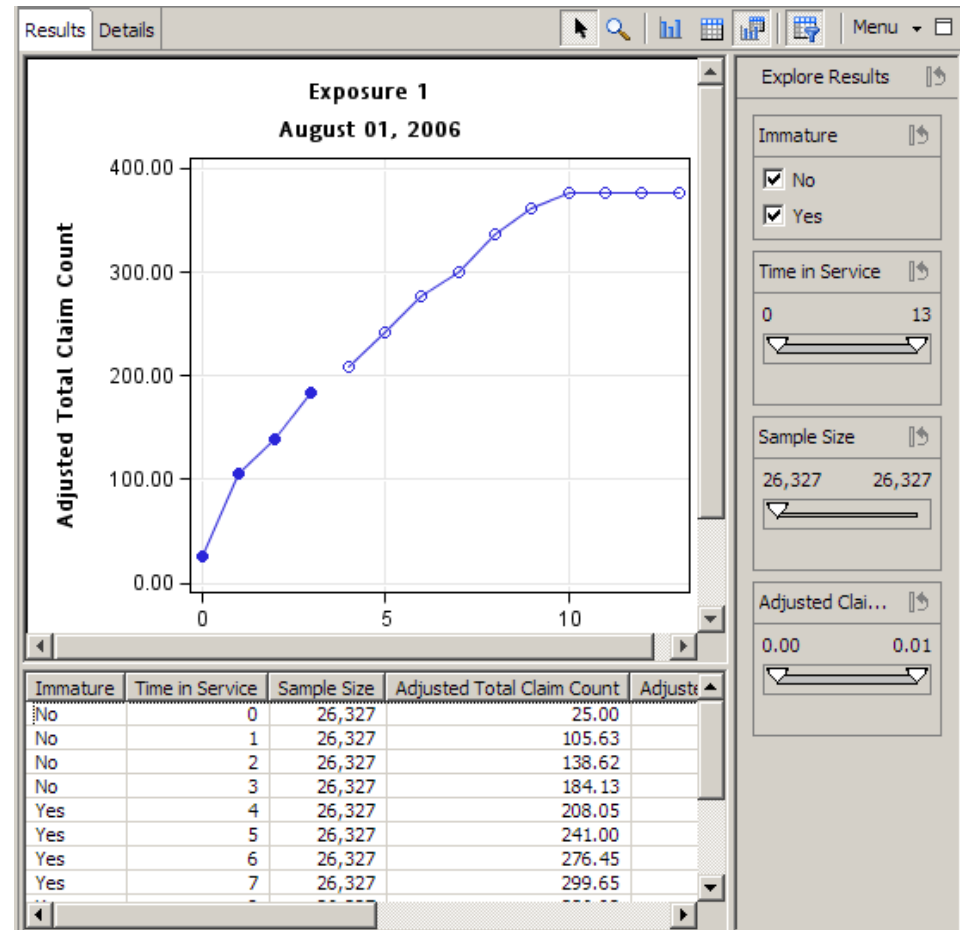 Results Details Menu
Exposure 1
August 01, 2006
Adjusted Total Claim Count
400.00
300.00
200.00
100.00
0.00
0 5 10
Explore Results
Immature
No
Yes
Time in Service
0 13
Sample Size
26,327 26,327
Adjusted Clai...
0.00 0.01
Immature Time in Service Sample Size Adjusted Total Claim Count Adjuste
No 0 26,327 25.00
No 1 26,327 105.63
No 2 26,327 138.62
No 3 26,327 184.13
Yes 4 26,327 208.05
Yes 5 26,327 241.00
Yes 6 26,327 276.45
Yes 7 26,327 299.65